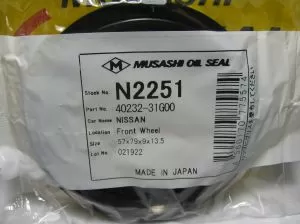 MUSASHI OIL SEAL
Stock No. N2251
Part No. 40232-31G00
Car Name NISSAN
Location Front Wheel
Size 57x79x9x13.5
Lot No 021922
MADE IN JAPAN